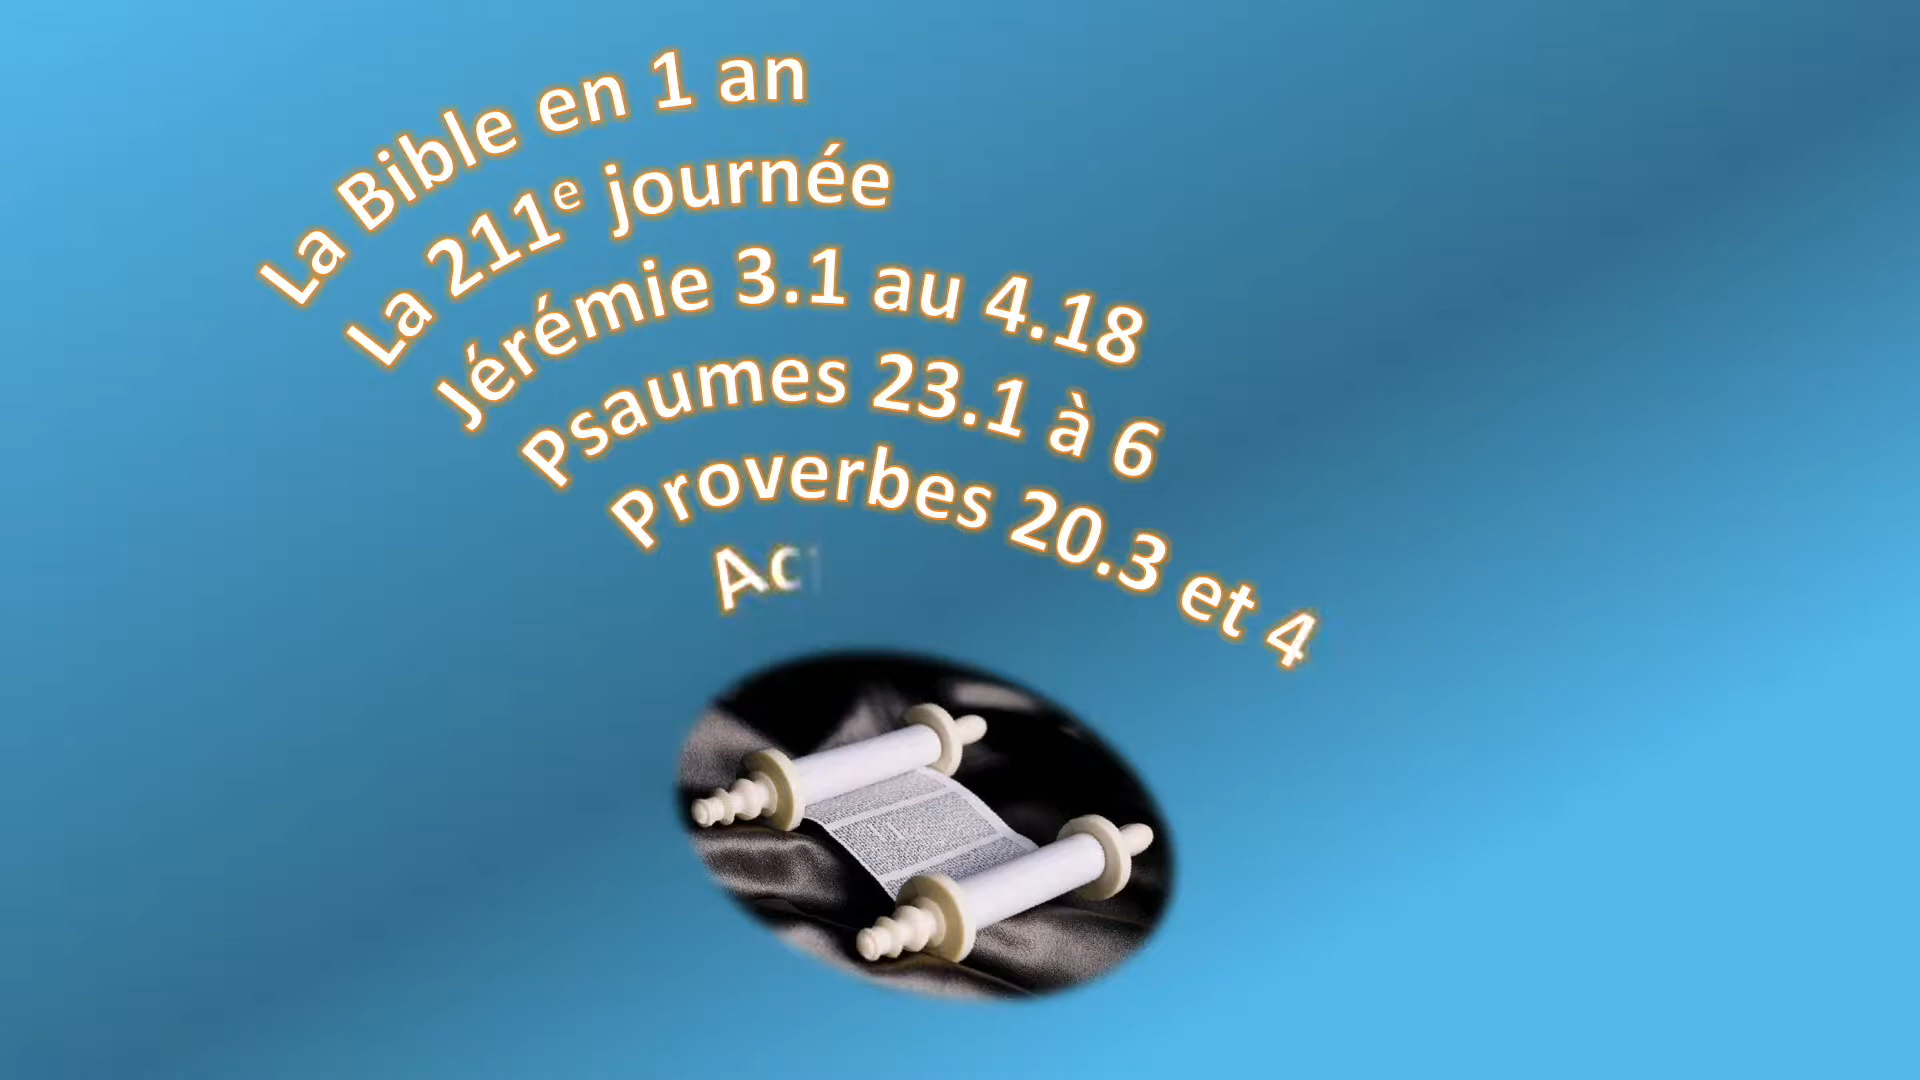 La Bible en 1 an
La 211e journée
Jérémie 3.1 au 4.18
Psaumes 23.1 à 6
Proverbes 20.3 et 4